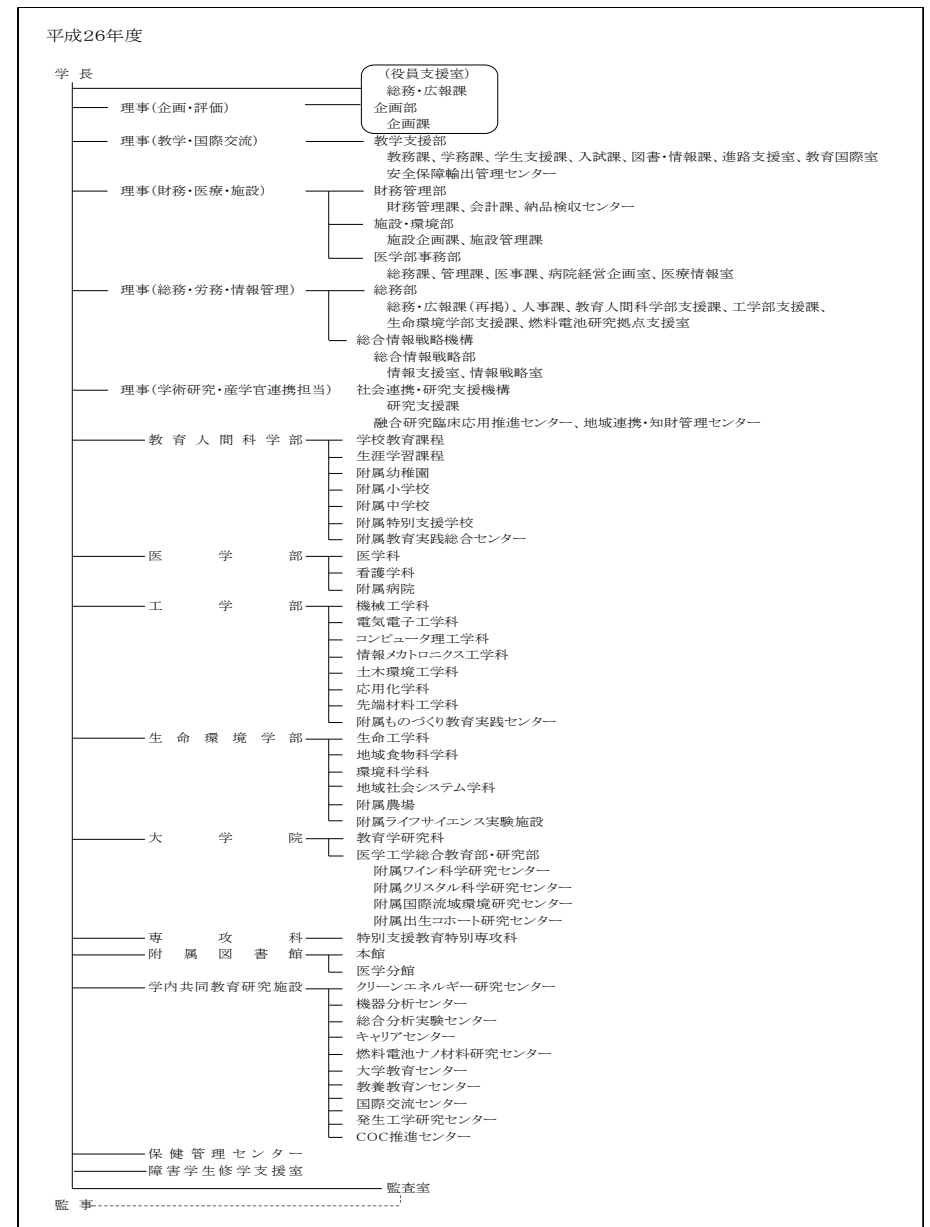 平成26年度
学長
(役員支援室)
総務・広報課
理事(企画・評価) 企画部
企画課
理事(教学・国際交流) 教学支援部
教務課、学務課、学生支援課、入試課、図書・情報課、進路支援室、教育国際室
安全保障輸出管理センター
理事(財務・医療・施設) 財務管理部
財務管理課、会計課、納品検収センター
施設・環境部
施設企画課、施設管理課
医学部事務部
総務課、管理課、医事課、病院経営企画室、医療情報室
理事(総務・労務・情報管理) 総務部
総務・広報課(再掲)、人事課、教育人間科学部支援課、工学部支援課、
生命環境学部支援課、燃料電池研究拠点支援室
総合情報戦略機構
総合情報戦略部
情報支援室、情報戦略室
理事(学術研究・産学官連携担当) 社会連携・研究支援機構
研究支援課
融合研究臨床応用推進センター、地域連携・知財管理センター
教育人間科学部 学校教育課程
生涯学習課程
附属幼稚園
附属小学校
附属中学校
附属特別支援学校
附属教育実践総合センター
医学部 医学科
看護学科
附属病院
工学部 機械工学科
電気電子工学科
コンピュータ理工学科
情報メカトロニクス工学科
土木環境工学科
応用化学科
先端材料工学科
附属ものづくり教育実践センター
生命環境学部 生命工学科
地域食物科学科
環境科学科
地域社会システム学科
附属農場
附属ライフサイエンス実験施設
大学院 教育学研究科
医学工学総合教育部・研究部
附属ワイン科学研究センター
附属クリスタル科学研究センター
附属国際流域環境研究センター
附属出生コホート研究センター
専攻科 特別支援教育特別専攻科
附属図書館 本館
医学分館
学内共同教育研究施設 クリーンエネルギー研究センター
機器分析センター
総合分析実験センター
キャリアセンター
燃料電池ナノ材料研究センター
大学教育センター
教養教育ンセンター
国際交流センター
発生工学研究センター
COC推進センター
保健管理センター
障害学生修学支援室
監査室
監事